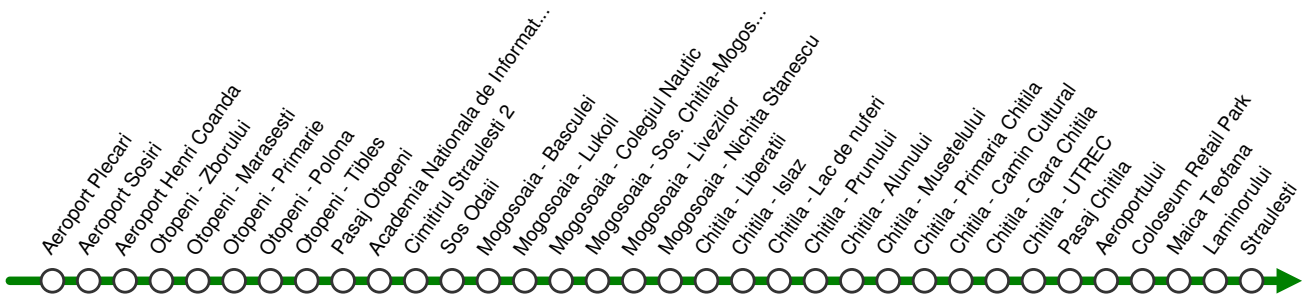 Aeroport Plecari
Aeroport Sosiri
Aeroport Henri Coanda
Otopeni - Zborului
Otopeni - Marasesti
Otopeni - Primarie
Otopeni - Polona
Otopeni - Tibles
Pasaj Otopeni
Academia Nationala de Informat...
Cimitirul Straulesti 2
Sos Odaii
Mogosoaia - Basculei
Mogosoaia - Lukoil
Mogosoaia - Colegiul Nautic
Mogosoaia - Sos. Chitila-Mogos...
Mogosoaia - Livezilor
Mogosoaia - Nichita Stanescu
Chitila - Liberatii
Chitila - Islaz
Chitila - Lac de nuferi
Chitila - Prunului
Chitila - Alunului
Chitila - Musetelului
Chitila - Primaria Chitila
Chitila - Camin Cultural
Chitila - Gara Chitila
Chitila - UTREC
Pasaj Chitila
Aeroportului
Colosseum Retail Park
Maica Teofana
Laminorului
Straulesti